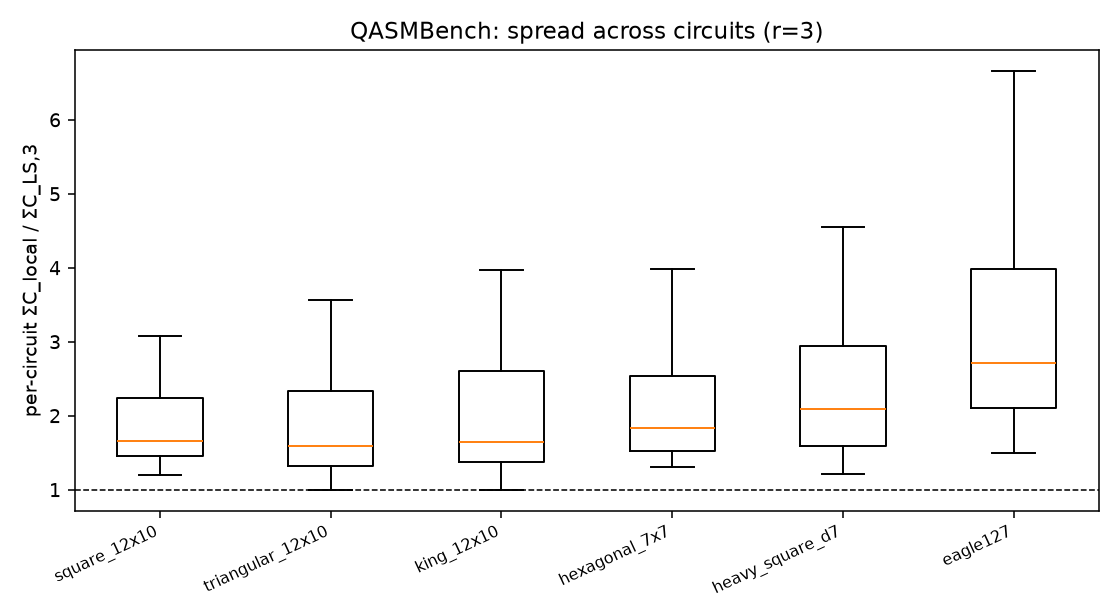 QASMBench: spread across circuits (r=3)
per-circuit ΣC_local / ΣC_LS,3
6
5
4
3
2
1
square_12x10
triangular_12x10
king_12x10
hexagonal_7x7
heavy_square_d7
eagle127